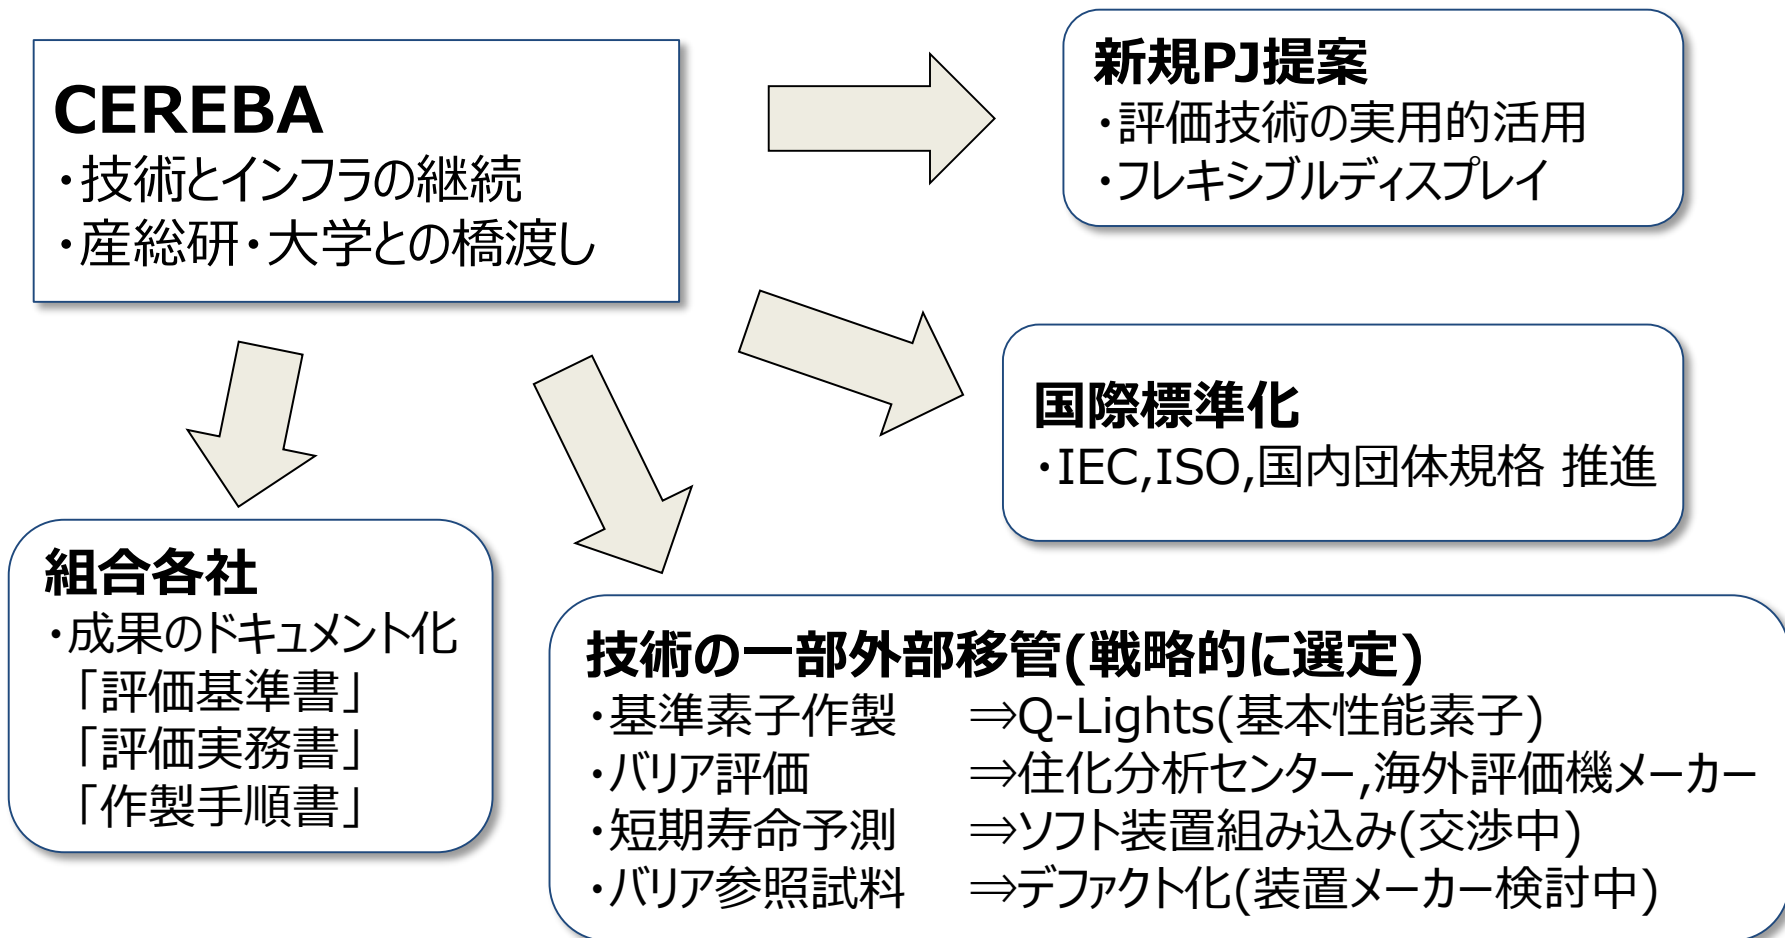 CEREBA
・技術とインフラの継続
・産総研・大学との橋渡し
新規PJ提案
・評価技術の実用的活用
・フレキシブルディスプレイ
国際標準化
・IEC,ISO,国内団体規格 推進
組合各社
・成果のドキュメント化
「評価基準書」
「評価実務書」
「作製手順書」
技術の一部外部移管(戦略的に選定)
・基準素子作製 ⇒Q-Lights(基本性能素子)
・バリア評価 ⇒住化分析センター,海外評価機メーカー
・短期寿命予測 ⇒ソフト装置組み込み(交渉中)
・バリア参照試料 ⇒デファクト化(装置メーカー検討中)